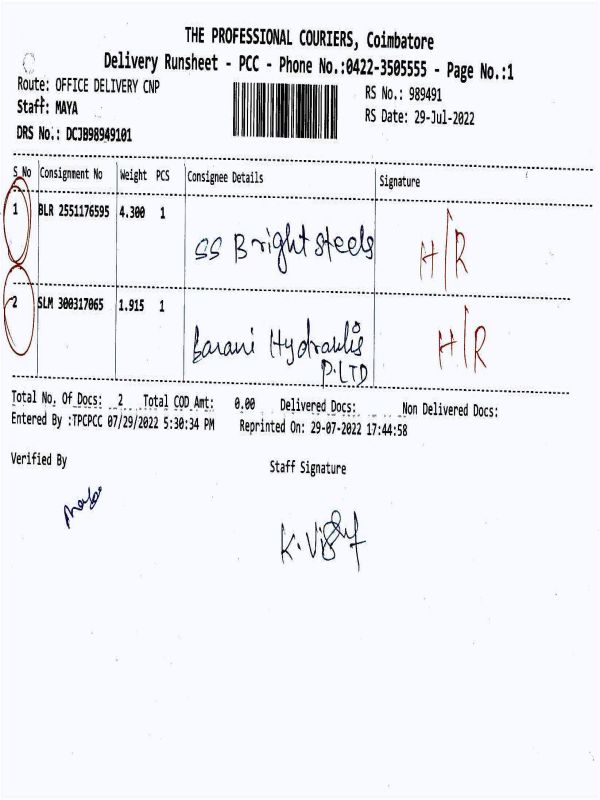 THE PROFESSIONAL COURIERS, Coimbatore
Delivery Runsheet - PCC - Phone No.:0422-3505555 - Page No.:1
Route: OFFICE DELIVERY CNP RS No.: 989491
Staff: MAYA RS Date: 29-Jul-2022
DRS No.: DCJB98949101
S No Consignment No Weight PCS Consignee Details Signature
1 BLR 2551176595 4.300 1 SS Bright steels H/R
2 SLM 300317065 1.915 1 Barani Hydraulis H/R
P.LTD
Total No. Of Docs: 2 Total COD Amt: 0.00 Delivered Docs: Non Delivered Docs:
Entered By :TPCPCC 07/29/2022 5:30:34 PM Reprinted On: 29-07-2022 17:44:58
Verified By Staff Signature